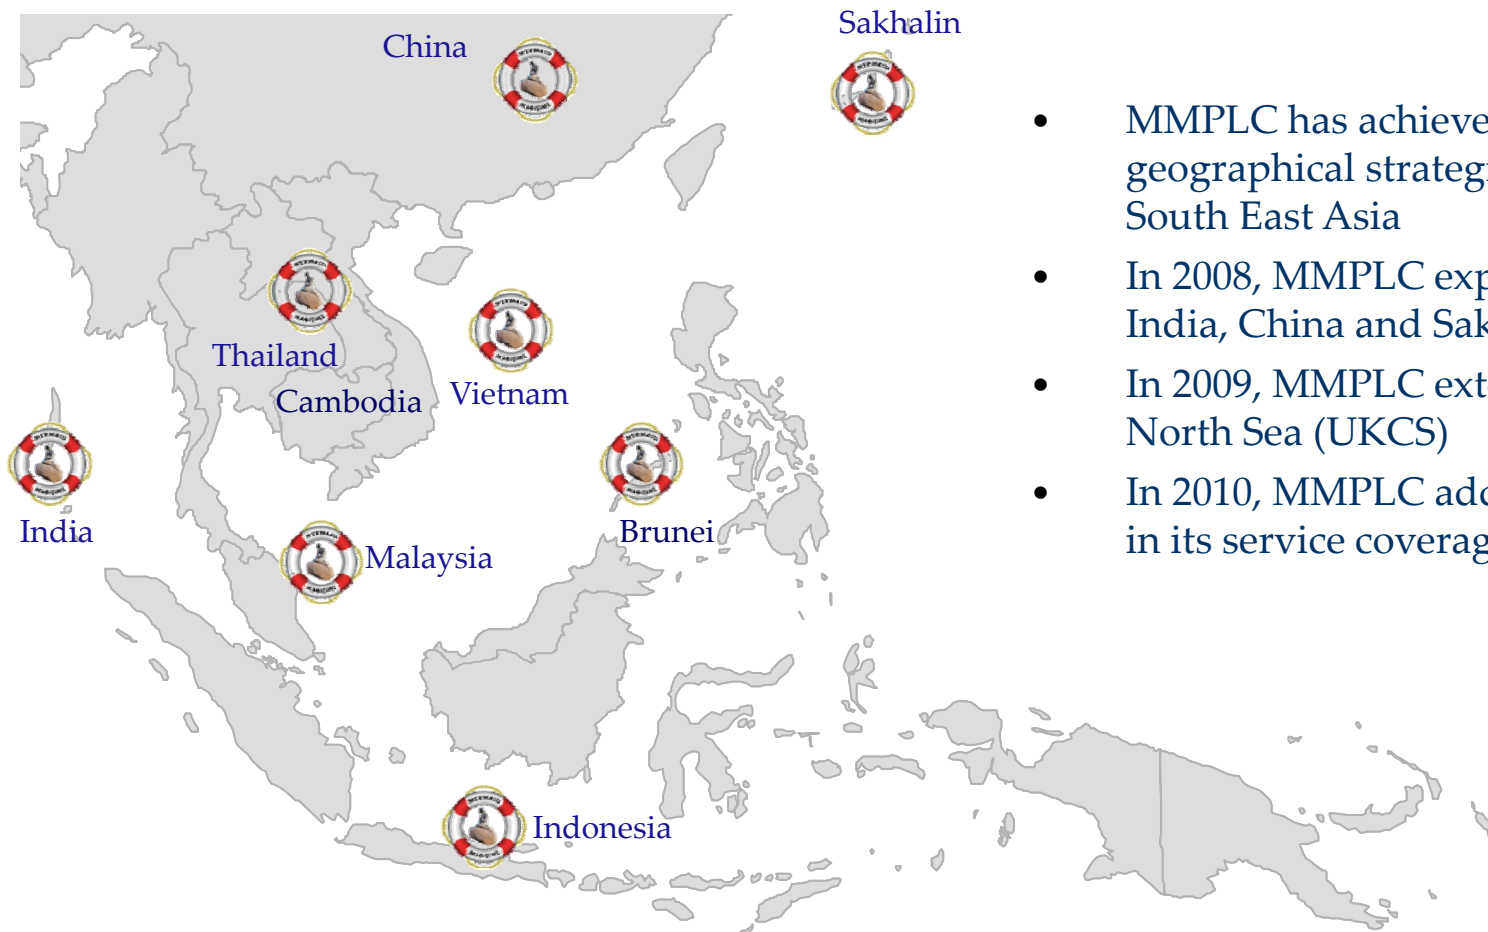 Sakhalin
China
Thailand
Cambodia
Vietnam
India
Malaysia
Brunei
Indonesia
• MMPLC has achieve
geographical strateg
South East Asia
• In 2008, MMPLC exp
India, China and Sak
• In 2009, MMPLC exte
North Sea (UKCS)
• In 2010, MMPLC add
in its service coverag